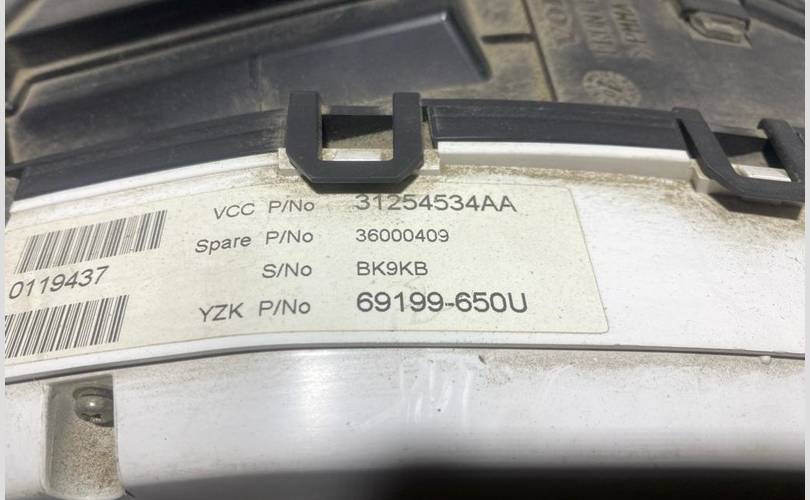 VCC P/No 31254534AA
Spare P/No 36000409
S/No BK9KB
0119437
YZK P/No 69199-650U